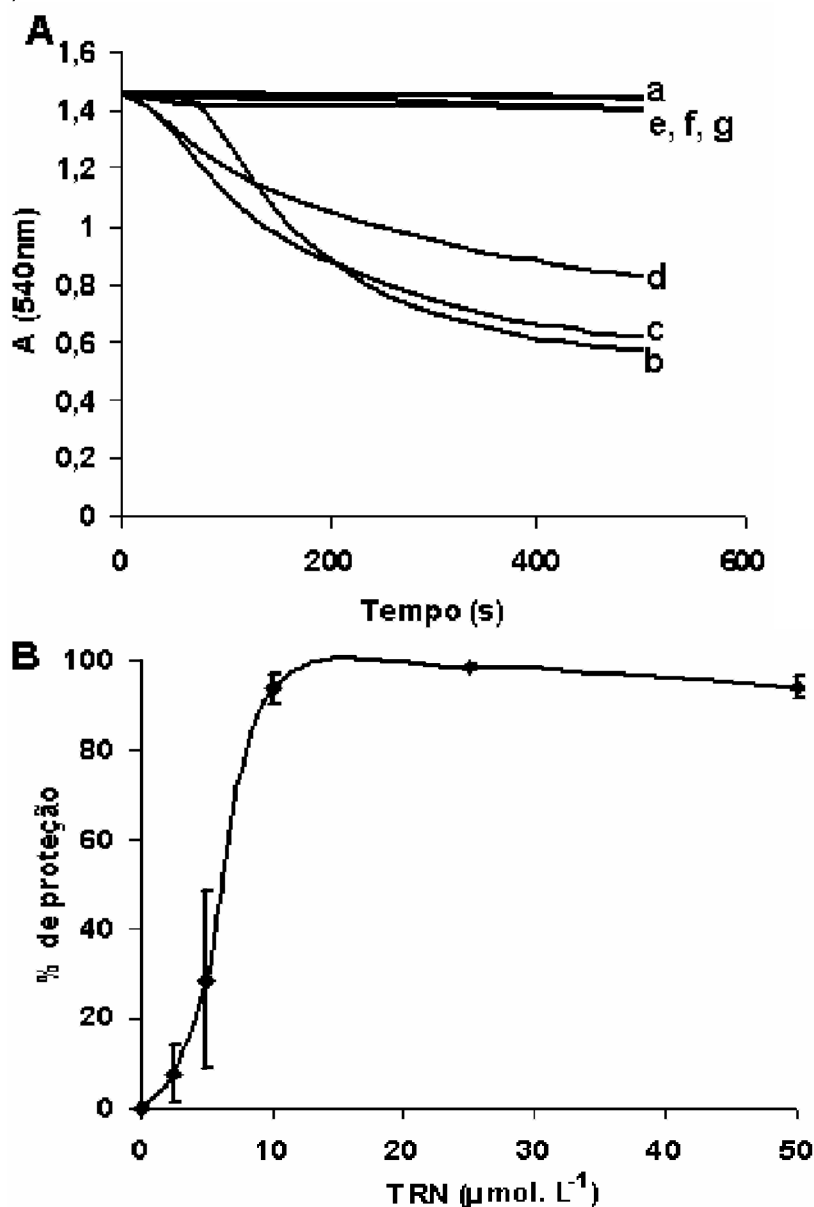 A
1,6
1,4
1,2
1
0,8
0,6
0,4
0,2
0
A (540nm)
a
e, f, g
d
c
b
0 200 400 600
Tempo (s)
B
100
80
60
40
20
0
% de proteção
0 10 20 30 40 50
TRN (µmol. L⁻¹)